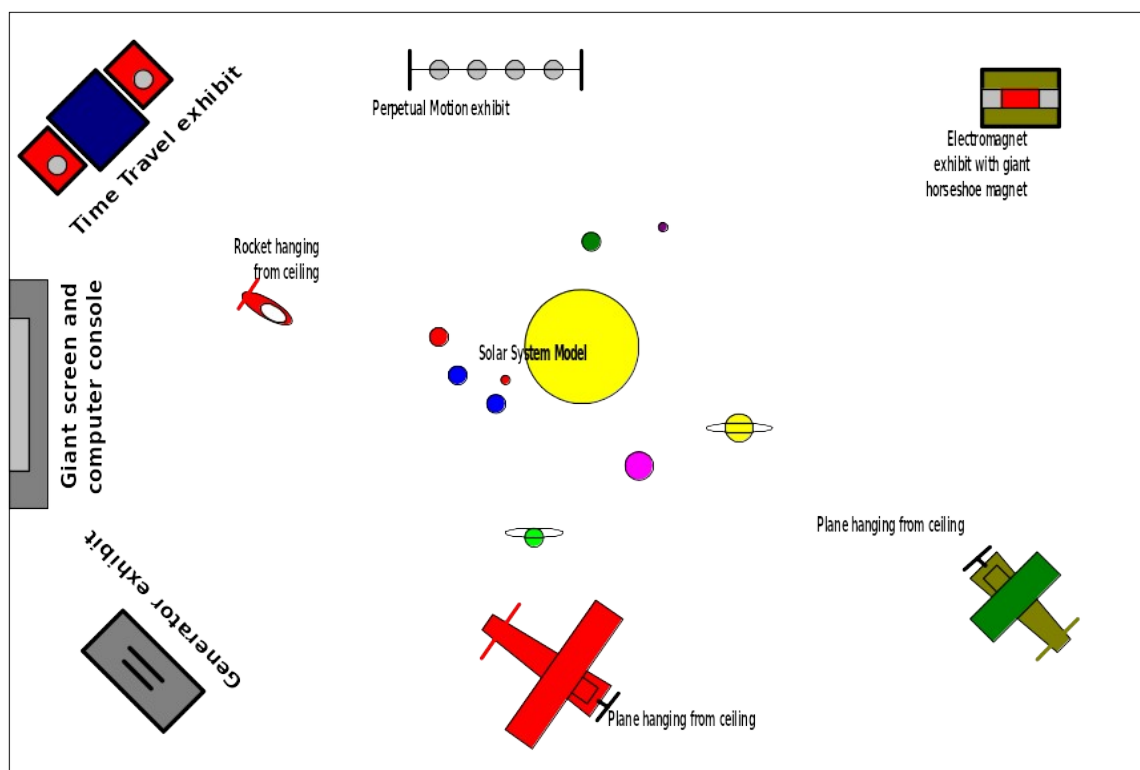 Time Travel exhibit
Perpetual Motion exhibit
Electromagnet
exhibit with giant
horseshoe magnet
Rocket hanging
from ceiling
Giant screen and
computer console
Solar System Model
Plane hanging from ceiling
Generator exhibit
Plane hanging from ceiling